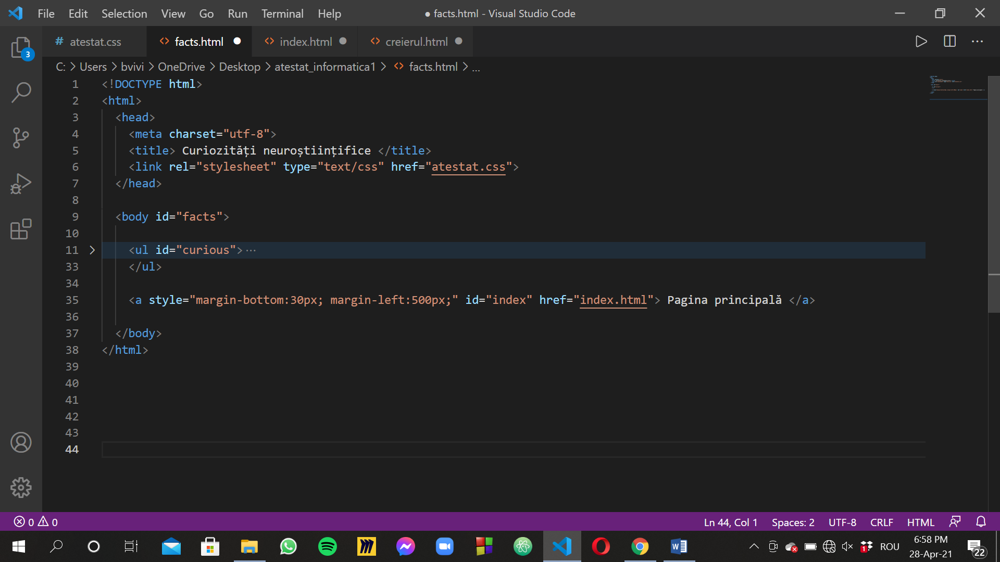 File Edit Selection View Go Run Terminal Help ● facts.html - Visual Studio Code
# atestat.css <> facts.html ● <> index.html ● <> creierul.html ●
3
C: > Users > bvivi > OneDrive > Desktop > atestat_informatica1 > <> facts.html > ...
1 <!DOCTYPE html>
2 <html>
3 <head>
4 <meta charset="utf-8">
5 <title> Curiozități neuroștiințifice </title>
6 <link rel="stylesheet" type="text/css" href="atestat.css">
7 </head>
8
9 <body id="facts">
10
11 <ul id="curious">···
33 </ul>
34
35 <a style="margin-bottom:30px; margin-left:500px;" id="index" href="index.html"> Pagina principală </a>
36
37 </body>
38 </html>
39
40
41
42
43
44
0 0 Ln 44, Col 1 Spaces: 2 UTF-8 CRLF HTML
1 ROU 6:58 PM
28-Apr-21 22